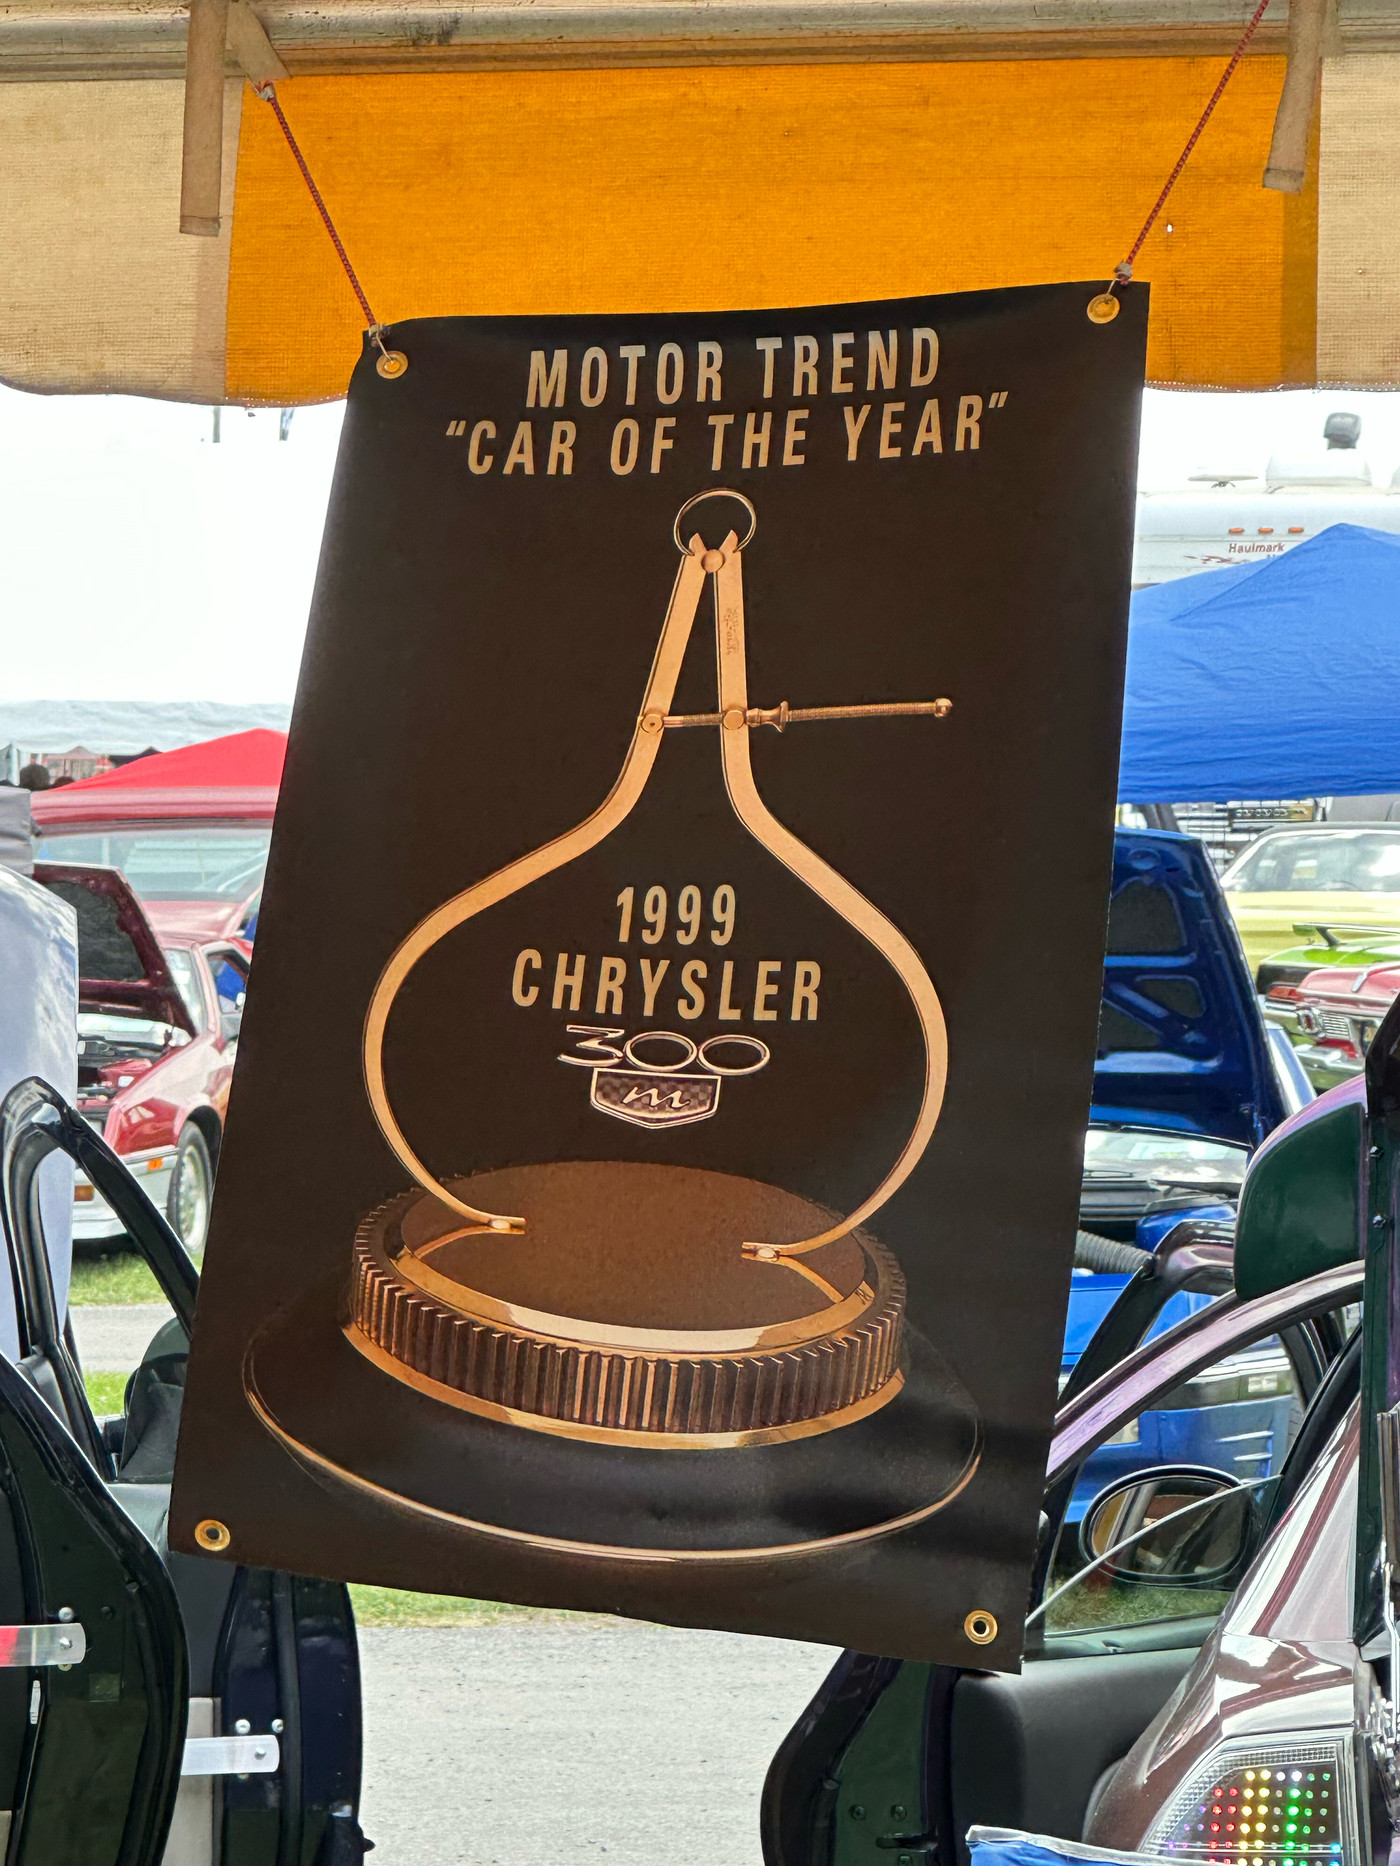 MOTOR TREND
"CAR OF THE YEAR"
Haulmark
1999
CHRYSLER
300
m